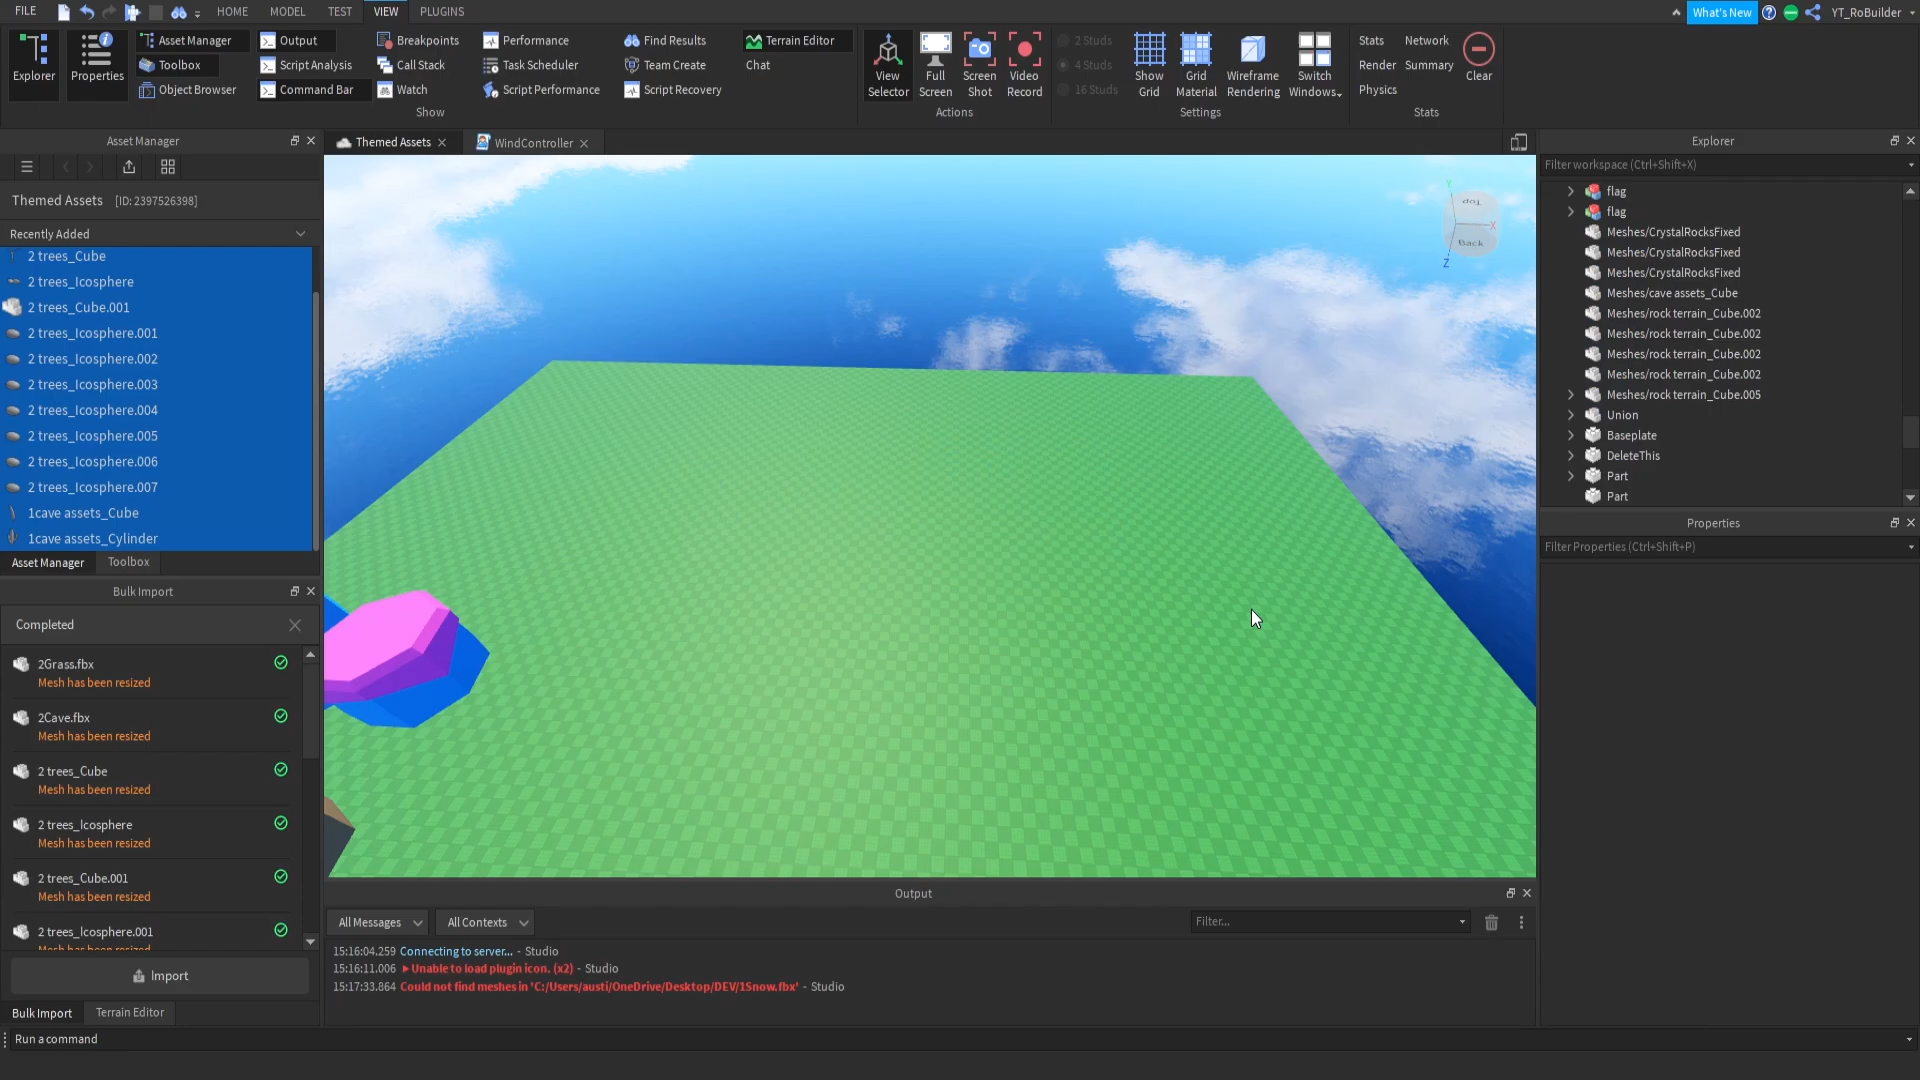 FILE HOME MODEL TEST VIEW PLUGINS What's New YT_RoBuilder
Explorer
Properties
Asset Manager
Toolbox
Object Browser
Output
Script Analysis
Command Bar
Breakpoints
Call Stack
Watch
Performance
Task Scheduler
Script Performance
Find Results
Team Create
Script Recovery
Terrain Editor
Chat
Show
View
Selector
Full
Screen
Screen
Shot
Video
Record
Actions
2 Studs
4 Studs
16 Studs
Show
Grid
Grid
Material
Wireframe
Rendering
Switch
Windows
Settings
Stats
Render
Physics
Network
Summary
Clear
Stats
Asset Manager
Themed Assets [ID: 2397526398]
Recently Added
2 trees_Cube
2 trees_Icosphere
2 trees_Cube.001
2 trees_Icosphere.001
2 trees_Icosphere.002
2 trees_Icosphere.003
2 trees_Icosphere.004
2 trees_Icosphere.005
2 trees_Icosphere.006
2 trees_Icosphere.007
1cave assets_Cube
1cave assets_Cylinder
Asset Manager Toolbox
Bulk Import
Completed
2Grass.fbx
Mesh has been resized
2Cave.fbx
Mesh has been resized
2 trees_Cube
Mesh has been resized
2 trees_Icosphere
Mesh has been resized
2 trees_Cube.001
Mesh has been resized
2 trees_Icosphere.001
Mesh has been resized
Import
Bulk Import Terrain Editor
Run a command
Themed Assets WindController
Y
Top
X
Back
Z
Output
All Messages All Contexts Filter...
15:16:04.259 Connecting to server... - Studio
15:16:11.006 Unable to load plugin icon. (x2) - Studio
15:17:33.864 Could not find meshes in 'C:/Users/austi/OneDrive/Desktop/DEV/1Snow.fbx' - Studio
Explorer
Filter workspace (Ctrl+Shift+X)
flag
flag
Meshes/CrystalRocksFixed
Meshes/CrystalRocksFixed
Meshes/CrystalRocksFixed
Meshes/cave assets_Cube
Meshes/rock terrain_Cube.002
Meshes/rock terrain_Cube.002
Meshes/rock terrain_Cube.002
Meshes/rock terrain_Cube.002
Meshes/rock terrain_Cube.005
Union
Baseplate
DeleteThis
Part
Part
Properties
Filter Properties (Ctrl+Shift+P)